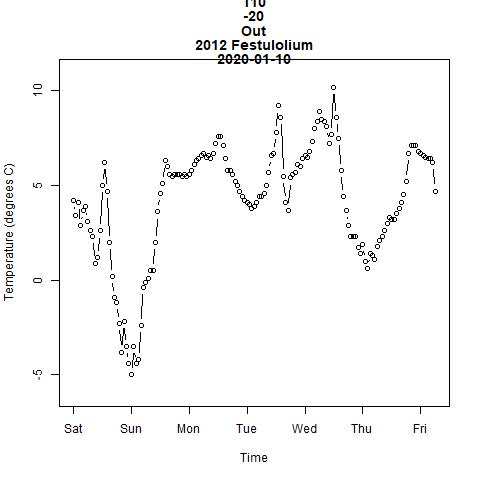 110
-20
Out
2012 Festulolium
2020-01-10
Temperature (degrees C)
10
5
0
-5
Sat Sun Mon Tue Wed Thu Fri
Time